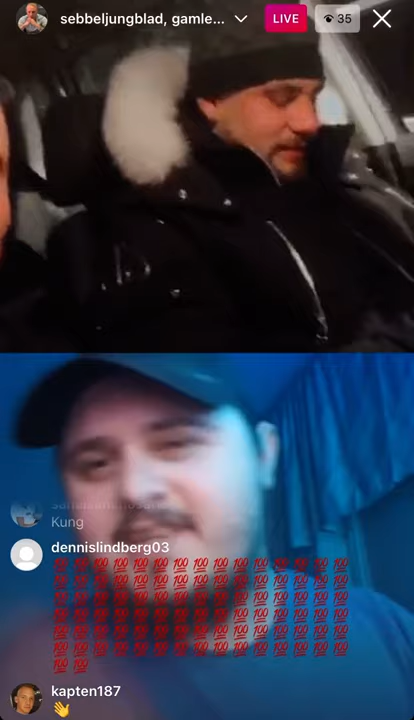 sebbeljungblad, gamle...
LIVE
35
Kung
dennislindberg03
💯💯💯💯💯💯💯💯💯💯💯💯💯💯💯
💯💯💯💯💯💯💯💯💯💯💯💯💯💯💯
💯💯💯💯💯💯💯💯💯💯💯💯💯💯💯
💯💯💯💯💯💯💯💯💯💯💯💯💯💯💯
💯💯💯💯💯💯💯💯💯💯💯💯💯💯💯
💯💯💯💯💯💯💯💯💯💯💯💯💯💯💯
💯💯
kapten187
👋